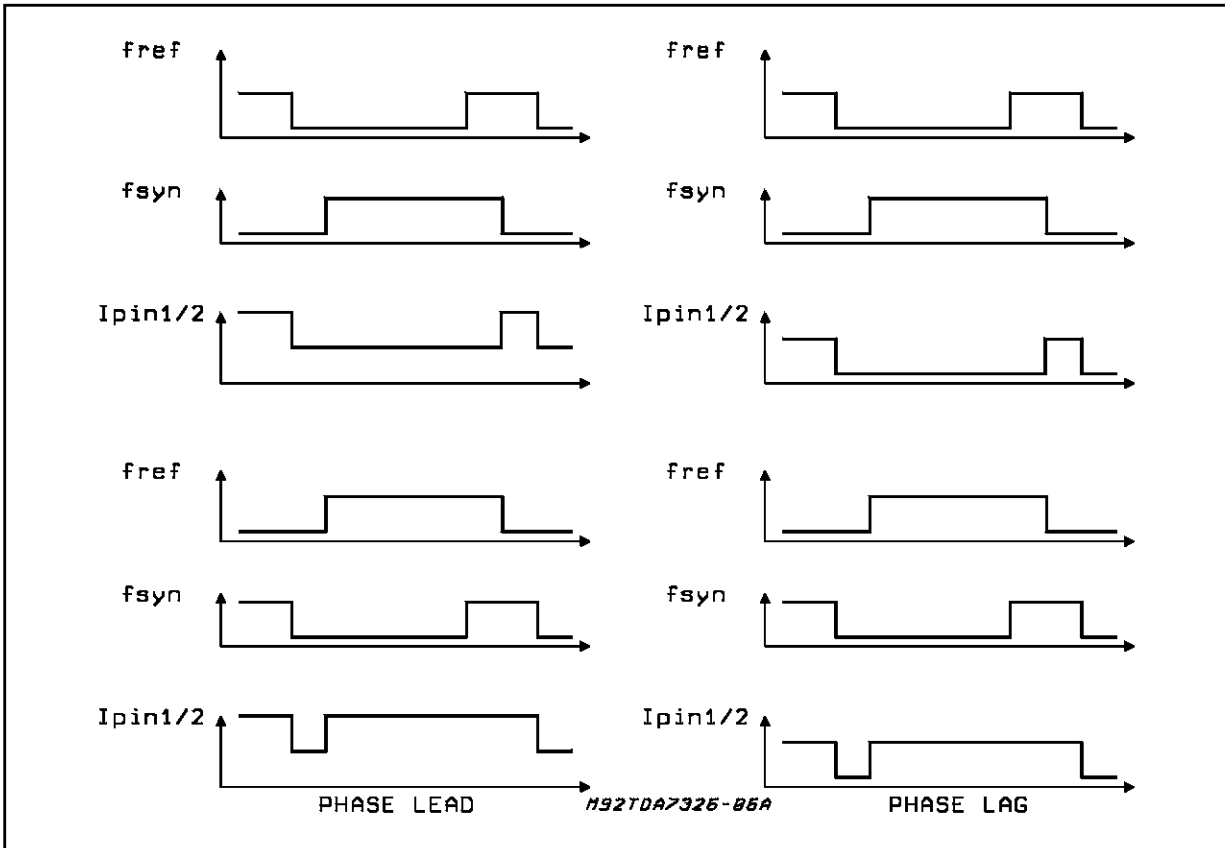 fref fref
fsyn fsyn
Ipin1/2 Ipin1/2
fref fref
fsyn fsyn
Ipin1/2 Ipin1/2
PHASE LEAD M92TDA7326-06A PHASE LAG